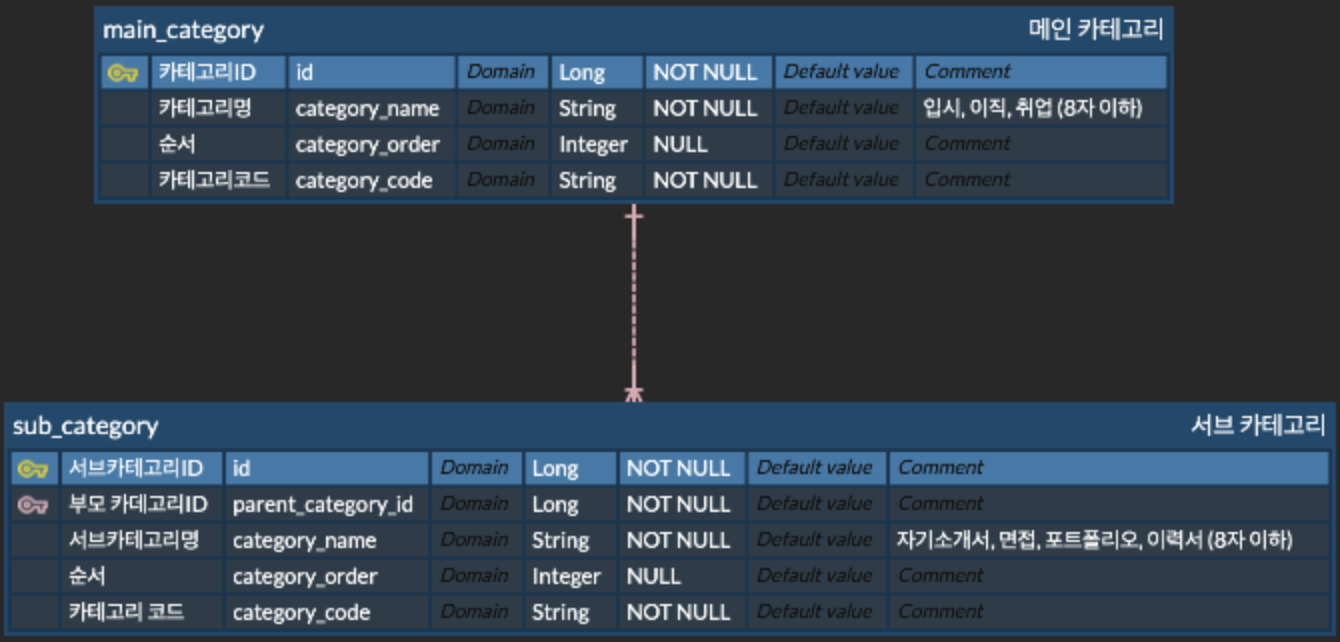 main_category 메인 카테고리
카테고리ID id Domain Long NOT NULL Default value Comment
카테고리명 category_name Domain String NOT NULL Default value 입시, 이직, 취업 (8자 이하)
순서 category_order Domain Integer NULL Default value Comment
카테고리코드 category_code Domain String NOT NULL Default value Comment
sub_category 서브 카테고리
서브카테고리ID id Domain Long NOT NULL Default value Comment
부모 카데고리ID parent_category_id Domain Long NOT NULL Default value Comment
서브카테고리명 category_name Domain String NOT NULL Default value 자기소개서, 면접, 포트폴리오, 이력서 (8자 이하)
순서 category_order Domain Integer NULL Default value Comment
카테고리 코드 category_code Domain String NOT NULL Default value Comment